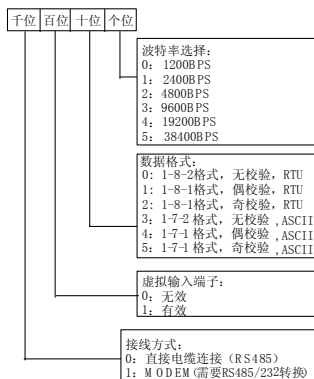 千位 百位 十位 个位
波特率选择:
0: 1200BPS
1: 2400BPS
2: 4800BPS
3: 9600BPS
4: 19200BPS
5: 38400BPS
数据格式:
0: 1-8-2格式, 无校验, RTU
1: 1-8-1格式, 偶校验, RTU
2: 1-8-1格式, 奇校验, RTU
3: 1-7-2 格式, 无校验 ,ASCII
4: 1-7-1 格式, 偶校验 ,ASCII
5: 1-7-1 格式, 奇校验 ,ASCII
虚拟输入端子:
0: 无效
1: 有效
接线方式:
0: 直接电缆连接 (RS485)
1: MODEM(需要RS485/232转换)